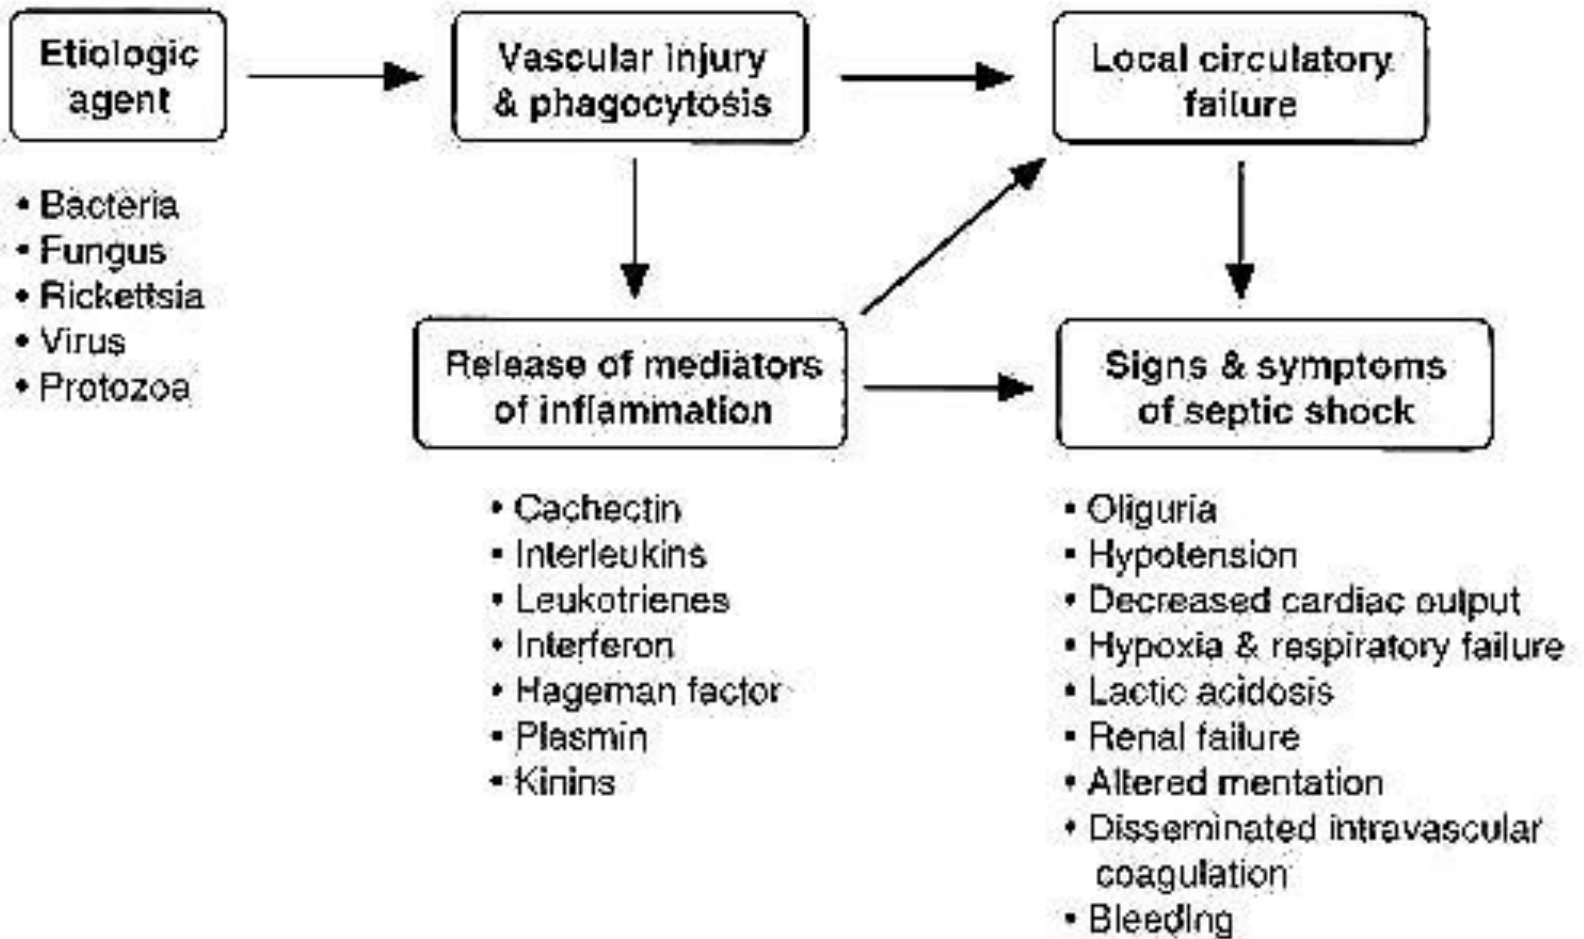 Etiologic
agent
Vascular injury
& phagocytosis
Local circulatory
failure
• Bacteria
• Fungus
• Rickettsia
• Virus
• Protozoa
Release of mediators
of inflammation
Signs & symptoms
of septic shock
• Cachectin
• Interleukins
• Leukotrienes
• Interferon
• Hageman factor
• Plasmin
• Kinins
• Oliguria
• Hypotension
• Decreased cardiac output
• Hypoxia & respiratory failure
• Lactic acidosis
• Renal failure
• Altered mentation
• Disseminated intravascular
coagulation
• Bleeding